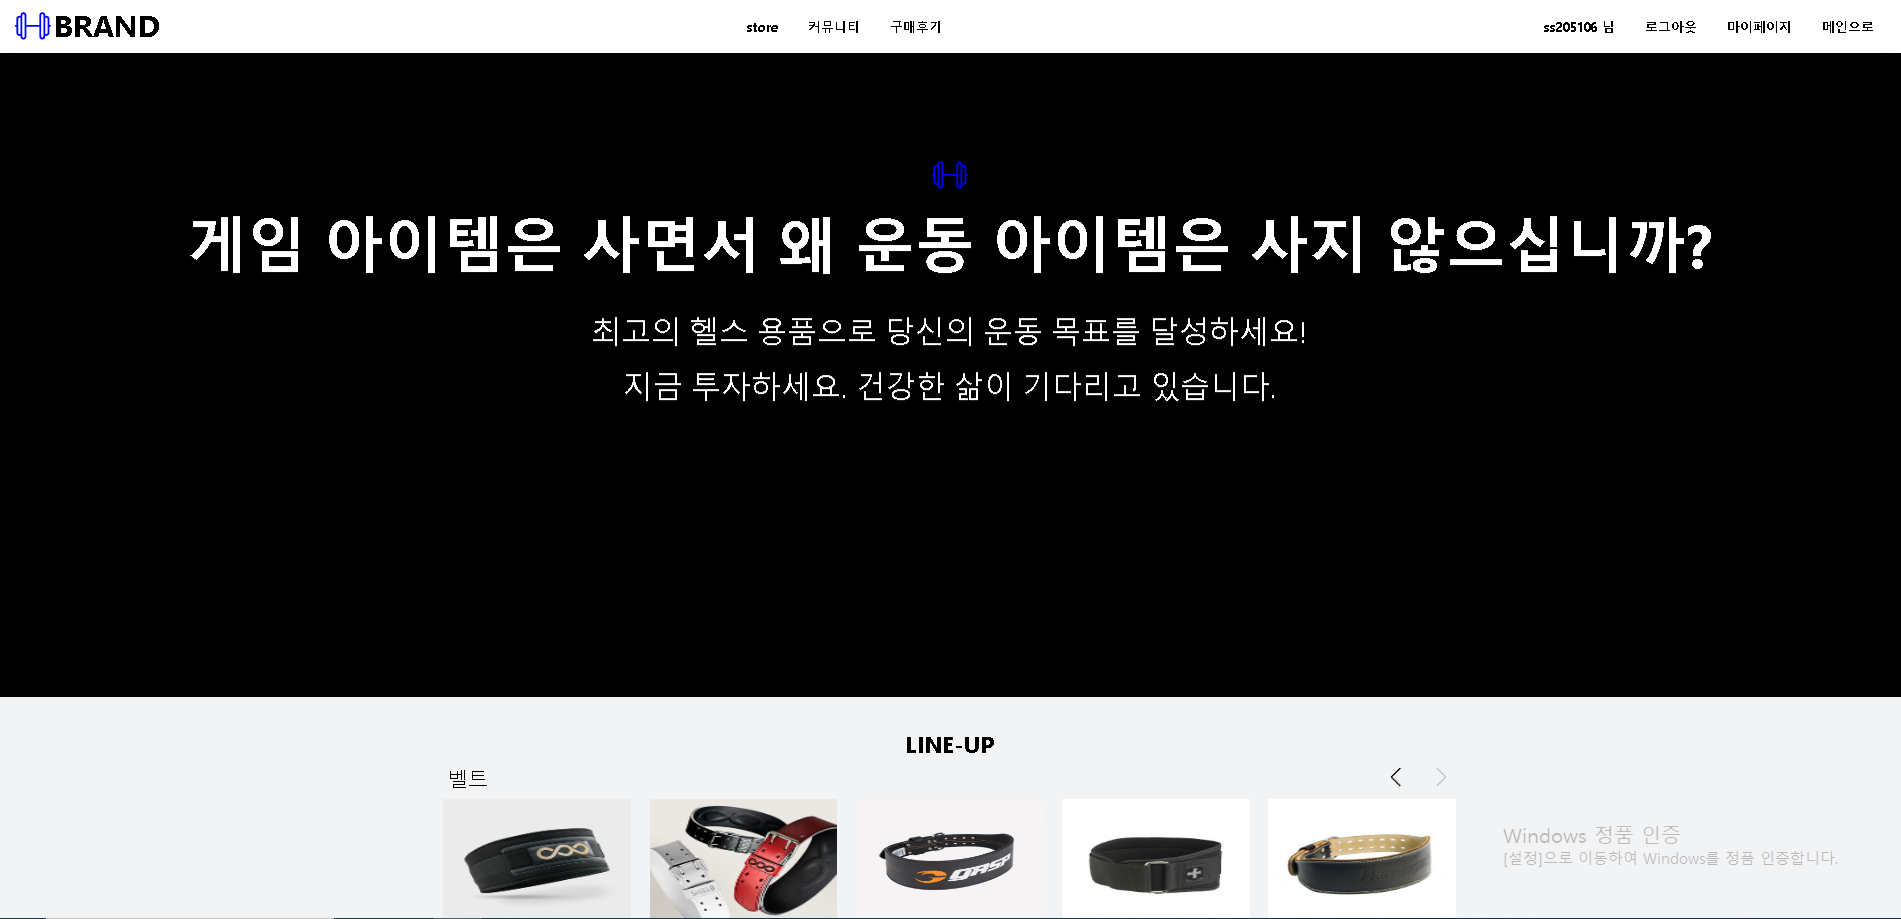 BRAND
store 커뮤니티 구매후기
ss205106 님 로그아웃 마이페이지 메인으로
게임 아이템은 사면서 왜 운동 아이템은 사지 않으십니까?
최고의 헬스 용품으로 당신의 운동 목표를 달성하세요!
지금 투자하세요. 건강한 삶이 기다리고 있습니다.
LINE-UP
벨트
SHIELD
GASP
Windows 정품 인증
[설정]으로 이동하여 Windows를 정품 인증합니다.